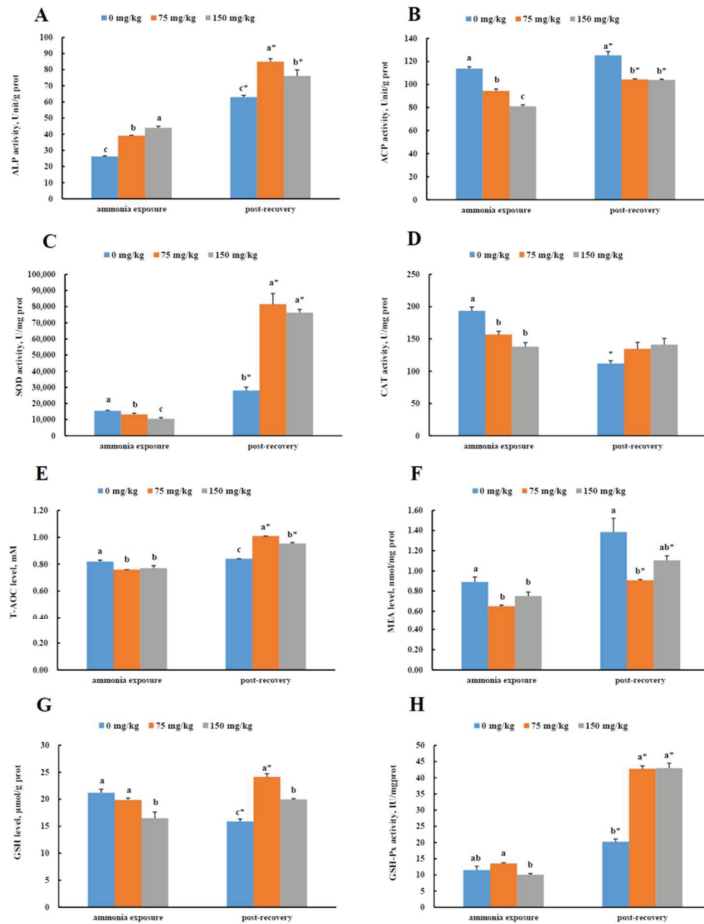 A
0 mg/kg 75 mg/kg 150 mg/kg
ALP activity, Unit/g prot
100
90
80
70
60
50
40
30
20
10
0
c
b
a
c*
a*
b*
ammonia exposure post-recovery
B
0 mg/kg 75 mg/kg 150 mg/kg
ACP activity, Unit/g prot
140
120
100
80
60
40
20
0
a
b
c
a*
b*
b*
ammonia exposure post-recovery
C
0 mg/kg 75 mg/kg 150 mg/kg
SOD activity, U/mg prot
100,000
90,000
80,000
70,000
60,000
50,000
40,000
30,000
20,000
10,000
0
a
b
c
b*
a*
a*
ammonia exposure post-recovery
D
0 mg/kg 75 mg/kg 150 mg/kg
CAT activity, U/mg prot
250
200
150
100
50
0
a
b
b
*
ammonia exposure post-recovery
E
0 mg/kg 75 mg/kg 150 mg/kg
T-AOC level, mM
1.20
1.00
0.80
0.60
0.40
0.20
0.00
a
b
b
c
a*
b*
ammonia exposure post-recovery
F
0 mg/kg 75 mg/kg 150 mg/kg
level, nmol/mg prot
1.60
1.40
1.20
1.00
0.80
0.60
0.40
0.20
0.00
a
b
b
a
b*
ab*
ammonia exposure post-recovery
G
0 mg/kg 75 mg/kg 150 mg/kg
GSH level, μmol/g prot
30
25
20
15
10
5
0
a
a
b
c*
a*
b
ammonia exposure post-recovery
H
0 mg/kg 75 mg/kg 150 mg/kg
GSH-Px activity, IU/mgprot
50
45
40
35
30
25
20
15
10
5
0
ab
a
b
b*
a*
a*
ammonia exposure post-recovery